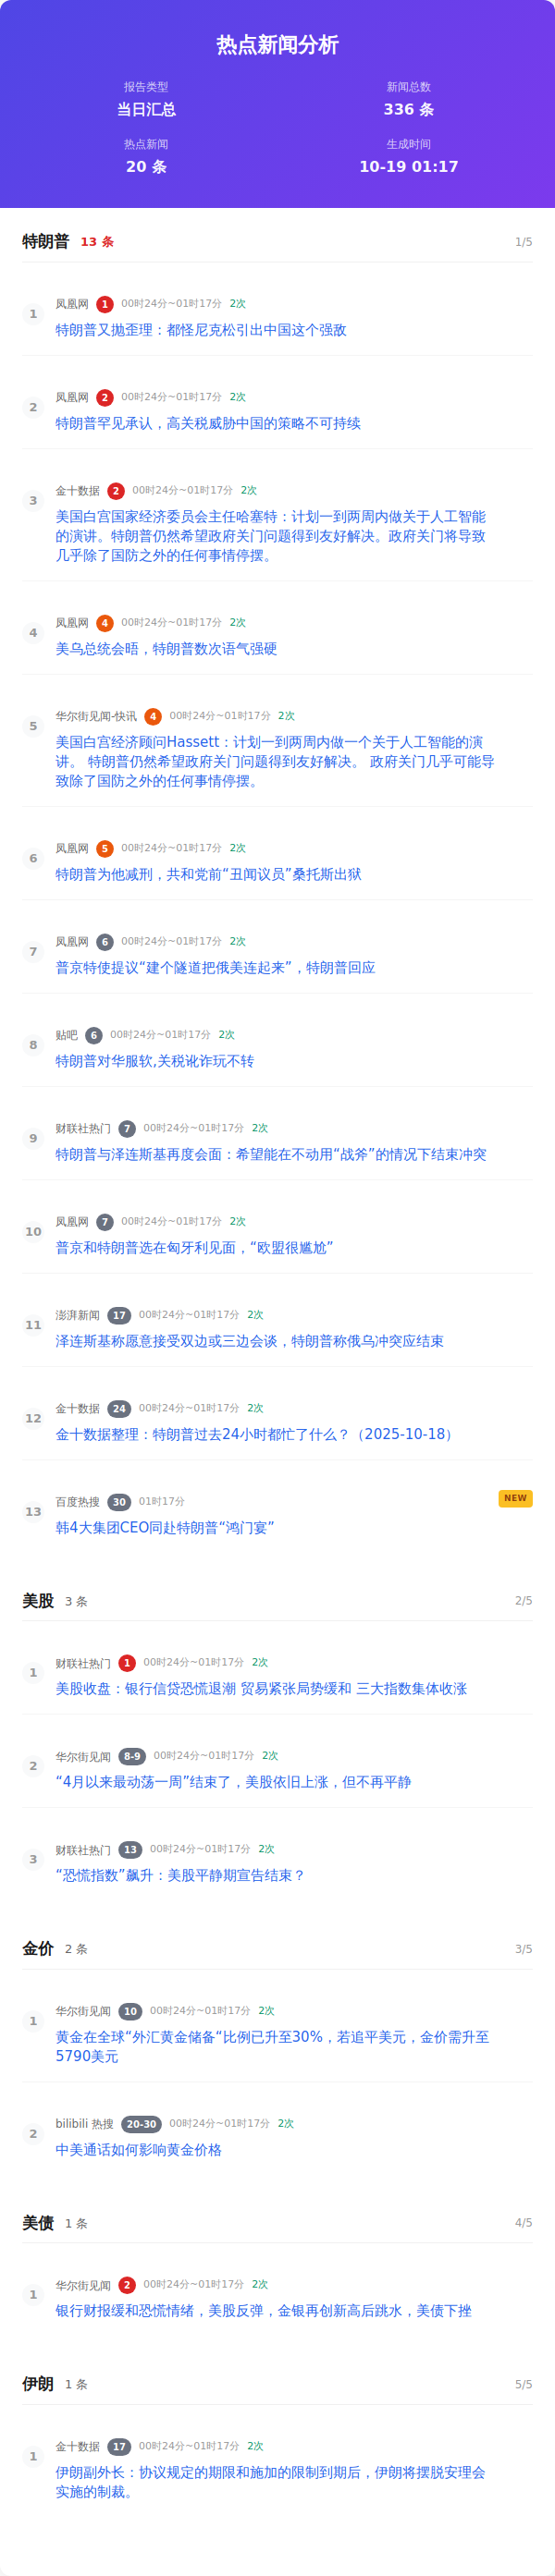 热点新闻分析
报告类型 新闻总数
当日汇总 336 条
热点新闻 生成时间
20 条 10-19 01:17
特朗普 13 条 1/5
1 凤凰网 1 00时24分~01时17分 2次
特朗普又抛歪理：都怪尼克松引出中国这个强敌
2 凤凰网 2 00时24分~01时17分 2次
特朗普罕见承认，高关税威胁中国的策略不可持续
3 金十数据 2 00时24分~01时17分 2次
美国白宫国家经济委员会主任哈塞特：计划一到两周内做关于人工智能
的演讲。特朗普仍然希望政府关门问题得到友好解决。政府关门将导致
几乎除了国防之外的任何事情停摆。
4 凤凰网 4 00时24分~01时17分 2次
美乌总统会晤，特朗普数次语气强硬
5 华尔街见闻-快讯 4 00时24分~01时17分 2次
美国白宫经济顾问Hassett：计划一到两周内做一个关于人工智能的演
讲。 特朗普仍然希望政府关门问题得到友好解决。 政府关门几乎可能导
致除了国防之外的任何事情停摆。
6 凤凰网 5 00时24分~01时17分 2次
特朗普为他减刑，共和党前“丑闻议员”桑托斯出狱
7 凤凰网 6 00时24分~01时17分 2次
普京特使提议“建个隧道把俄美连起来”，特朗普回应
8 贴吧 6 00时24分~01时17分 2次
特朗普对华服软,关税讹诈玩不转
9 财联社热门 7 00时24分~01时17分 2次
特朗普与泽连斯基再度会面：希望能在不动用“战斧”的情况下结束冲突
10 凤凰网 7 00时24分~01时17分 2次
普京和特朗普选在匈牙利见面，“欧盟很尴尬”
11 澎湃新闻 17 00时24分~01时17分 2次
泽连斯基称愿意接受双边或三边会谈，特朗普称俄乌冲突应结束
12 金十数据 24 00时24分~01时17分 2次
金十数据整理：特朗普过去24小时都忙了什么？（2025-10-18）
13 百度热搜 30 01时17分 NEW
韩4大集团CEO同赴特朗普“鸿门宴”
美股 3 条 2/5
1 财联社热门 1 00时24分~01时17分 2次
美股收盘：银行信贷恐慌退潮 贸易紧张局势缓和 三大指数集体收涨
2 华尔街见闻 8-9 00时24分~01时17分 2次
“4月以来最动荡一周”结束了，美股依旧上涨，但不再平静
3 财联社热门 13 00时24分~01时17分 2次
“恐慌指数”飙升：美股平静期宣告结束？
金价 2 条 3/5
1 华尔街见闻 10 00时24分~01时17分 2次
黄金在全球“外汇黄金储备“比例已升至30%，若追平美元，金价需升至
5790美元
2 bilibili 热搜 20-30 00时24分~01时17分 2次
中美通话如何影响黄金价格
美债 1 条 4/5
1 华尔街见闻 2 00时24分~01时17分 2次
银行财报缓和恐慌情绪，美股反弹，金银再创新高后跳水，美债下挫
伊朗 1 条 5/5
1 金十数据 17 00时24分~01时17分 2次
伊朗副外长：协议规定的期限和施加的限制到期后，伊朗将摆脱安理会
实施的制裁。